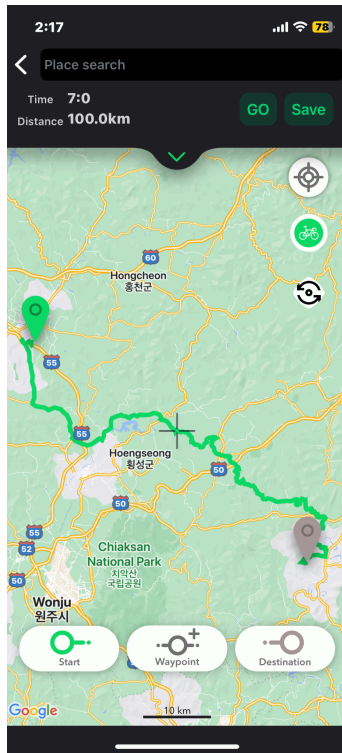 2:17
78
Place search
Time 7:0
Distance 100.0km
GO
Save
60
Hongcheon
홍천군
55
55
Hoengseong
횡성군
50
50
55
52
Chiaksan
National Park
치악산
국립공원
50
Wonju
원주시
Start
Waypoint
Destination
Google
10 km